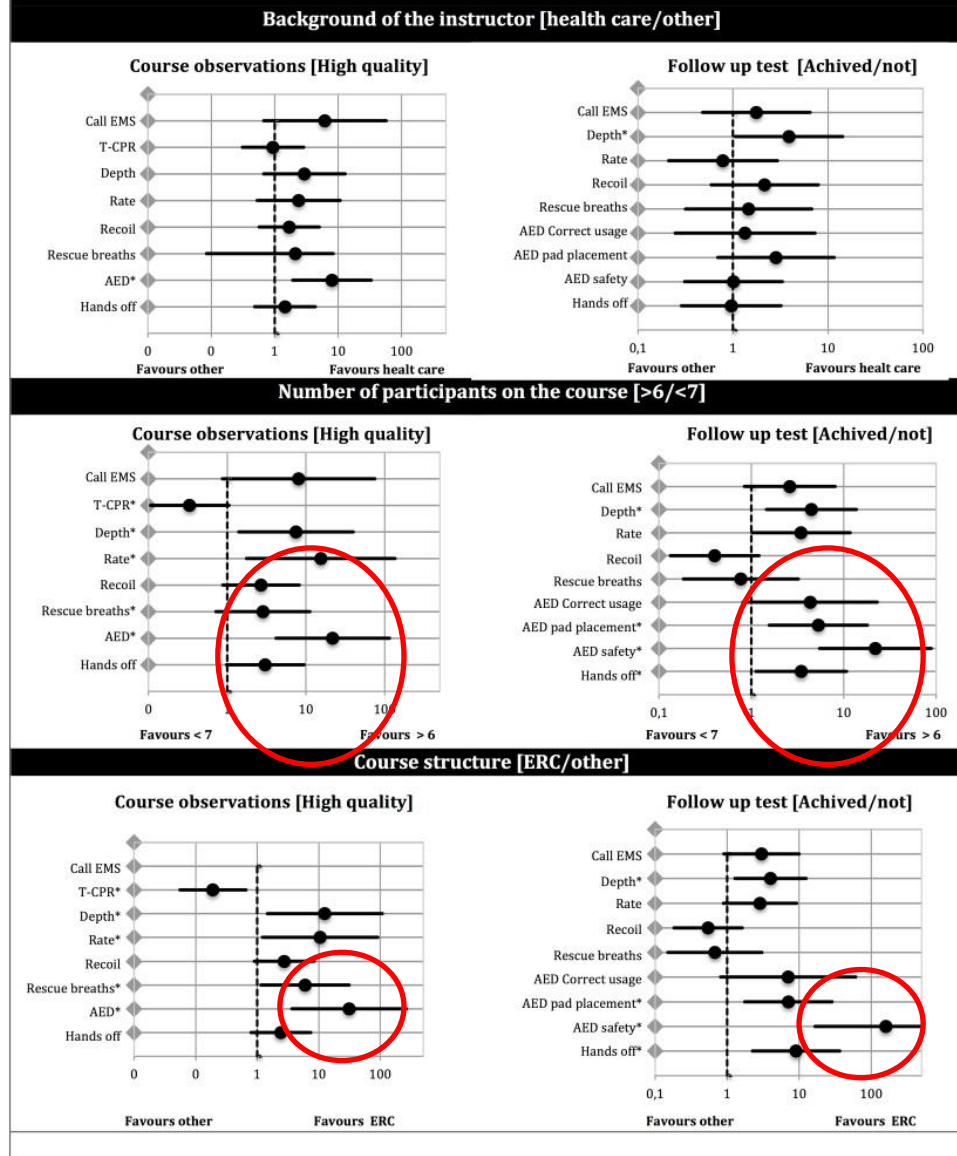 Background of the instructor [health care/other]
Course observations [High quality]
Call EMS
T-CPR
Depth
Rate
Recoil
Rescue breaths
AED*
Hands off
0 0 1 10 100
Favours other Favours healt care
Follow up test [Achived/not]
Call EMS
Depth*
Rate
Recoil
Rescue breaths
AED Correct usage
AED pad placement
AED safety
Hands off
0,1 1 10 100
Favours other Favours healt care
Number of participants on the course [>6/<7]
Course observations [High quality]
Call EMS
T-CPR*
Depth*
Rate*
Recoil
Rescue breaths*
AED*
Hands off
0 1 10 100
Favours < 7 Favours > 6
Follow up test [Achived/not]
Call EMS
Depth*
Rate
Recoil
Rescue breaths
AED Correct usage
AED pad placement*
AED safety*
Hands off*
0,1 1 10 100
Favours < 7 Favours > 6
Course structure [ERC/other]
Course observations [High quality]
Call EMS
T-CPR*
Depth*
Rate*
Recoil
Rescue breaths*
AED*
Hands off
0 0 1 10 100
Favours other Favours ERC
Follow up test [Achived/not]
Call EMS
Depth*
Rate
Recoil
Rescue breaths
AED Correct usage
AED pad placement*
AED safety*
Hands off*
0,1 1 10 100
Favours other Favours ERC